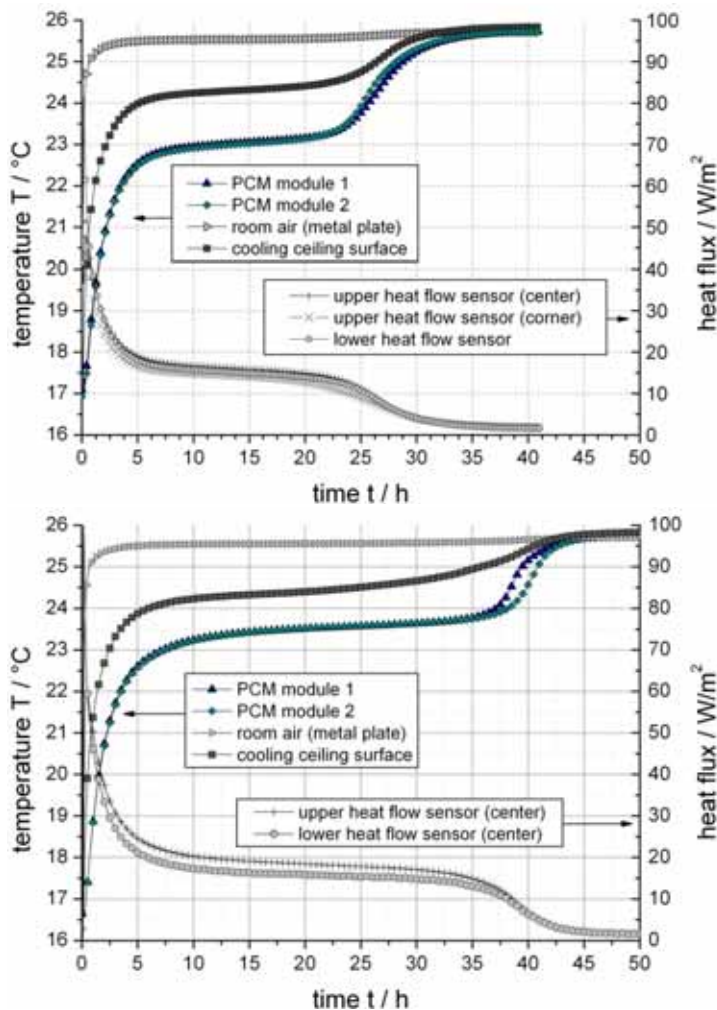 26
25
24
23
22
21
20
19
18
17
16
temperature T / °C
100
90
80
70
60
50
40
30
20
10
0
heat flux / W/m²
PCM module 1
PCM module 2
room air (metal plate)
cooling ceiling surface
upper heat flow sensor (center)
upper heat flow sensor (corner)
lower heat flow sensor
0 5 10 15 20 25 30 35 40 45 50
time t / h
26
25
24
23
22
21
20
19
18
17
16
temperature T / °C
100
90
80
70
60
50
40
30
20
10
0
heat flux / W/m²
PCM module 1
PCM module 2
room air (metal plate)
cooling ceiling surface
upper heat flow sensor (center)
lower heat flow sensor (center)
0 5 10 15 20 25 30 35 40 45 50
time t / h